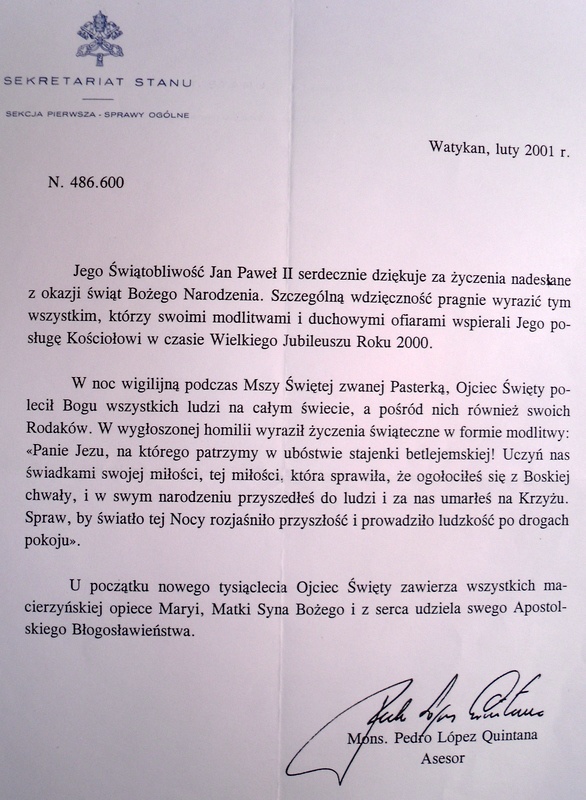 SEKRETARIAT STANU
SEKCJA PIERWSZA - SPRAWY OGÓLNE
Watykan, luty 2001 r.
N. 486.600
Jego Świątobliwość Jan Paweł II serdecznie dziękuje za życzenia nadesłane
z okazji świąt Bożego Narodzenia. Szczególną wdzięczność pragnie wyrazić tym
wszystkim, którzy swoimi modlitwami i duchowymi ofiarami wspierali Jego po-
sługę Kościołowi w czasie Wielkiego Jubileuszu Roku 2000.
W noc wigilijną podczas Mszy Świętej zwanej Pasterką, Ojciec Święty po-
lecił Bogu wszystkich ludzi na całym świecie, a pośród nich również swoich
Rodaków. W wygłoszonej homilii wyraził życzenia świąteczne w formie modlitwy:
«Panie Jezu, na którego patrzymy w ubóstwie stajenki betlejemskiej! Uczyń nas
świadkami swojej miłości, tej miłości, która sprawiła, że ogołociłeś się z Boskiej
chwały, i w swym narodzeniu przyszedłeś do ludzi i za nas umarłeś na Krzyżu.
Spraw, by światło tej Nocy rozjaśniło przyszłość i prowadziło ludzkość po drogach
pokoju».
U początku nowego tysiąclecia Ojciec Święty zawierza wszystkich ma-
cierzyńskiej opiece Maryi, Matki Syna Bożego i z serca udziela swego Apostol-
skiego Błogosławieństwa.
Pedro López Quintana
Mons. Pedro López Quintana
Asesor